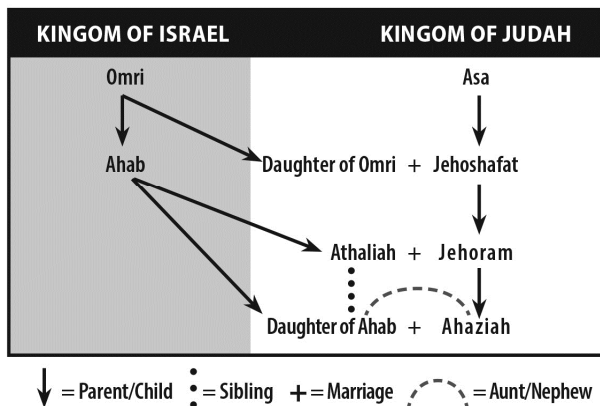 KINGOM OF ISRAEL KINGOM OF JUDAH
Omri Asa
Ahab Daughter of Omri + Jehoshafat
Athaliah + Jehoram
Daughter of Ahab + Ahaziah
= Parent/Child = Sibling + = Marriage = Aunt/Nephew